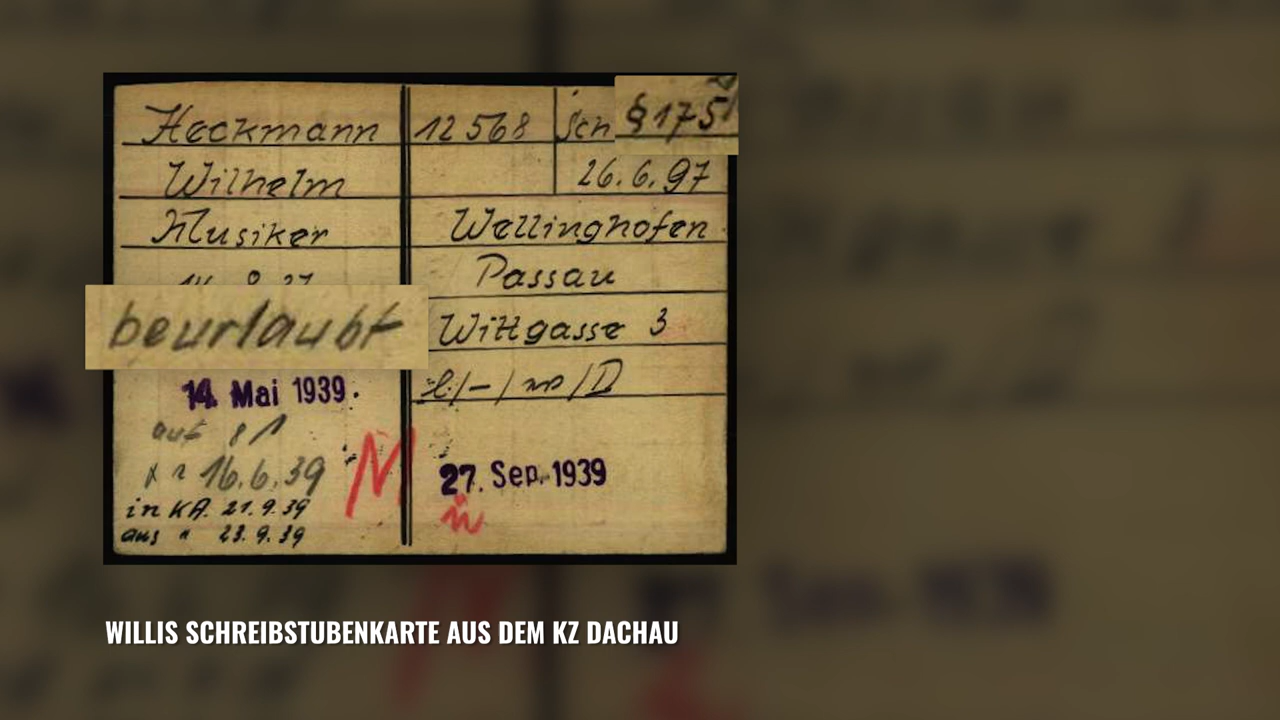 Heckmann
12568
Sch
§175
Wilhelm
26.6.97
Musiker
Wellinghofen
Passau
beurlaubt
Wittgasse 3
14. Mai 1939.
auf 8/1
16.6.39
M
27. Sep. 1939
in KA. 21.9.39
aus " 23.9.39
ü
WILLIS SCHREIBSTUBENKARTE AUS DEM KZ DACHAU